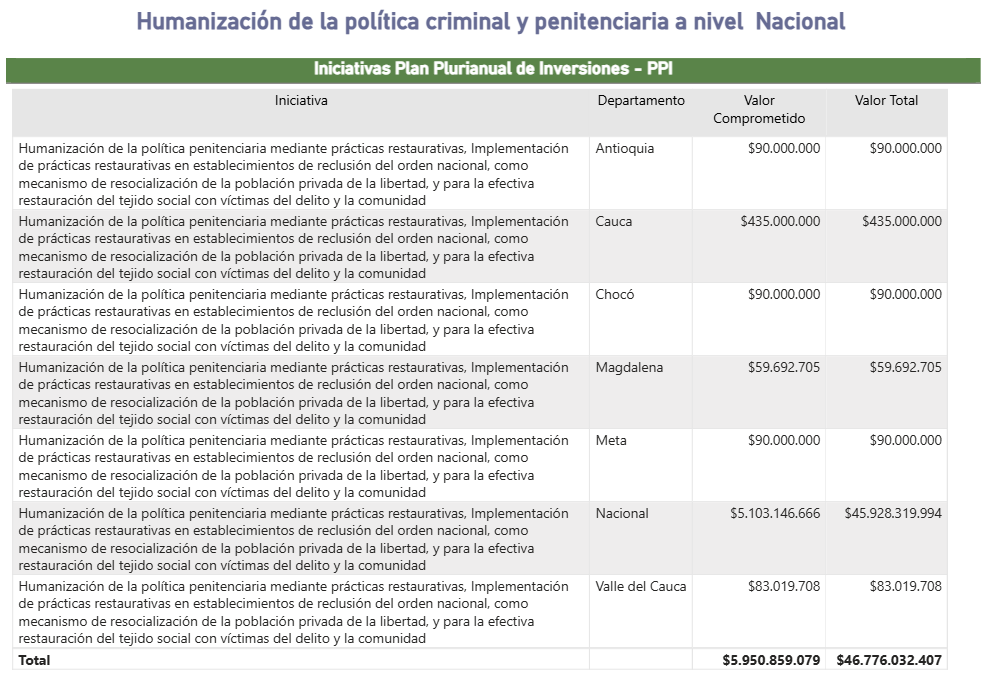 Humanización de la política criminal y penitenciaria a nivel  Nacional
Iniciativas Plan Plurianual de Inversiones - PPI
Iniciativa Departamento Valor Comprometido Valor Total
Humanización de la política penitenciaria mediante prácticas restaurativas, Implementación Antioquia $90.000.000 $90.000.000
de prácticas restaurativas en establecimientos de reclusión del orden nacional, como
mecanismo de resocialización de la población privada de la libertad, y para la efectiva
restauración del tejido social con víctimas del delito y la comunidad
Humanización de la política penitenciaria mediante prácticas restaurativas, Implementación Cauca $435.000.000 $435.000.000
de prácticas restaurativas en establecimientos de reclusión del orden nacional, como
mecanismo de resocialización de la población privada de la libertad, y para la efectiva
restauración del tejido social con víctimas del delito y la comunidad
Humanización de la política penitenciaria mediante prácticas restaurativas, Implementación Chocó $90.000.000 $90.000.000
de prácticas restaurativas en establecimientos de reclusión del orden nacional, como
mecanismo de resocialización de la población privada de la libertad, y para la efectiva
restauración del tejido social con víctimas del delito y la comunidad
Humanización de la política penitenciaria mediante prácticas restaurativas, Implementación Magdalena $59.692.705 $59.692.705
de prácticas restaurativas en establecimientos de reclusión del orden nacional, como
mecanismo de resocialización de la población privada de la libertad, y para la efectiva
restauración del tejido social con víctimas del delito y la comunidad
Humanización de la política penitenciaria mediante prácticas restaurativas, Implementación Meta $90.000.000 $90.000.000
de prácticas restaurativas en establecimientos de reclusión del orden nacional, como
mecanismo de resocialización de la población privada de la libertad, y para la efectiva
restauración del tejido social con víctimas del delito y la comunidad
Humanización de la política penitenciaria mediante prácticas restaurativas, Implementación Nacional $5.103.146.666 $45.928.319.994
de prácticas restaurativas en establecimientos de reclusión del orden nacional, como
mecanismo de resocialización de la población privada de la libertad, y para la efectiva
restauración del tejido social con víctimas del delito y la comunidad
Humanización de la política penitenciaria mediante prácticas restaurativas, Implementación Valle del Cauca $83.019.708 $83.019.708
de prácticas restaurativas en establecimientos de reclusión del orden nacional, como
mecanismo de resocialización de la población privada de la libertad, y para la efectiva
restauración del tejido social con víctimas del delito y la comunidad
Total $5.950.859.079 $46.776.032.407